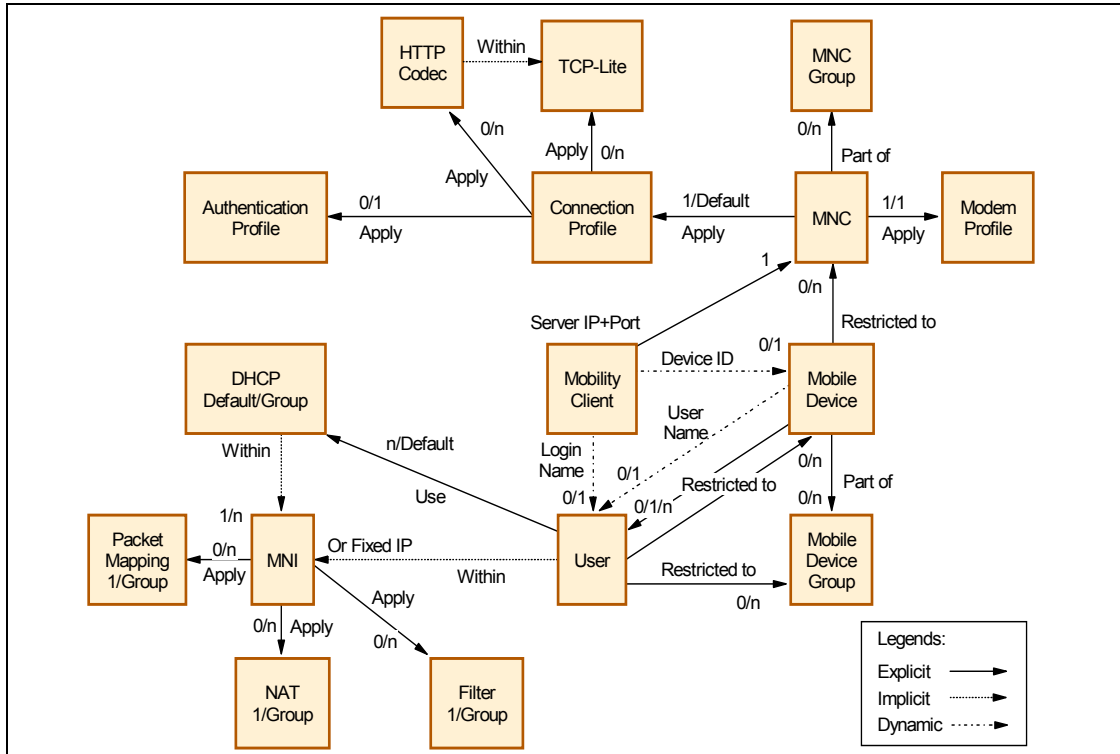 HTTP
Codec
Within
TCP-Lite
MNC
Group
0/n
Apply
Apply
0/n
0/n
Part of
Authentication
Profile
0/1
Apply
Connection
Profile
1/Default
Apply
MNC
1/1
Apply
Modem
Profile
1
0/n
Server IP+Port
Restricted to
DHCP
Default/Group
Mobility
Client
Device ID
0/1
Mobile
Device
Within
n/Default
Use
Login
Name
0/1
User
Name
0/1
0/1/n
Restricted to
0/n
Part of
0/n
Packet
Mapping
1/Group
0/n
Apply
1/n
MNI
Or Fixed IP
Within
User
Restricted to
0/n
Mobile
Device
Group
0/n
Apply
Apply
0/n
NAT
1/Group
Filter
1/Group
Legends:
Explicit
Implicit
Dynamic